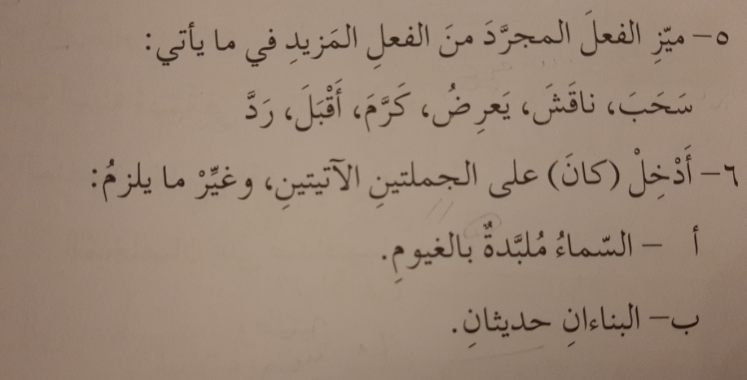 ٥- ميّزِ الفعلَ المجرَّدَ منَ الفعلِ المَزيدِ في ما يأتي:
سَحَبَ، ناقَشَ، يَعرِضُ، كَرَّمَ، أَقْبَلَ، رَدَّ
٦- أَدْخِلْ (كانَ) على الجملتينِ الآتيتينِ، وغيِّرْ ما يلزمُ:
أ - السّماءُ مُلبَّدةٌ بالغيومِ.
ب- البناءانِ حديثانِ.